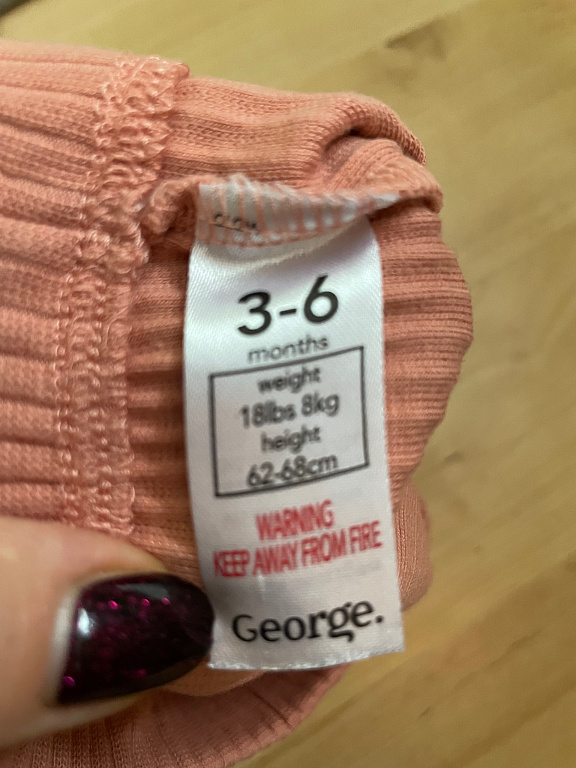 3-6
months
weight
18lbs 8kg
height
62-68cm
WARNING
KEEP AWAY FROM FIRE
George.